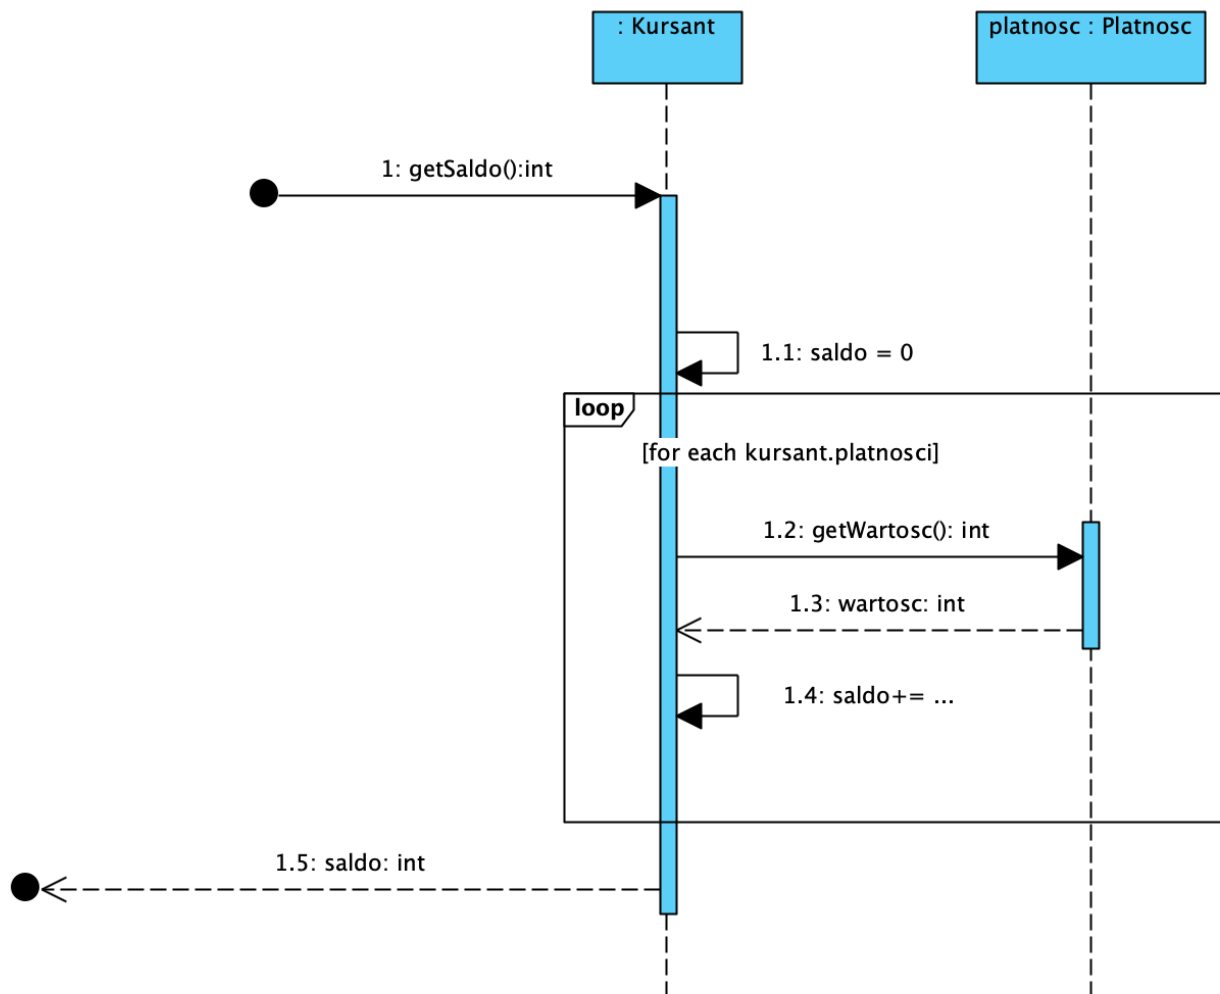 : Kursant
platnosc : Platnosc
1: getSaldo():int
1.1: saldo = 0
loop
[for each kursant.platnosci]
1.2: getWartosc(): int
1.3: wartosc: int
1.4: saldo+= ...
1.5: saldo: int